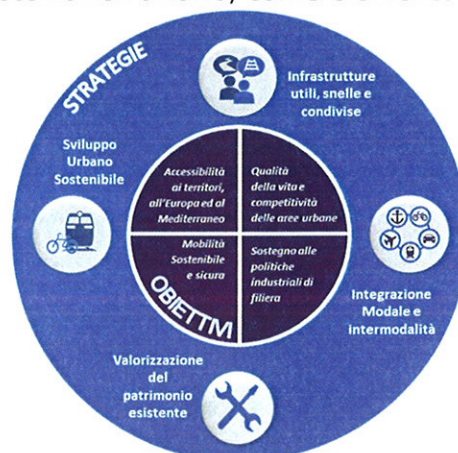 STRATEGIE
Infrastrutture
utili, snelle e
condivise
Sviluppo
Urbano
Sostenibile
Accessibilità
ai territori,
all'Europa ed al
Mediterraneo
Qualità
della vita e
competitività
delle aree urbane
Mobilità
Sostenibile
e sicura
Sostegno alle
politiche
industriali di
filiera
OBIETTIVI
Integrazione
Modale e
Intermodalità
Valorizzazione
del
patrimonio
esistente